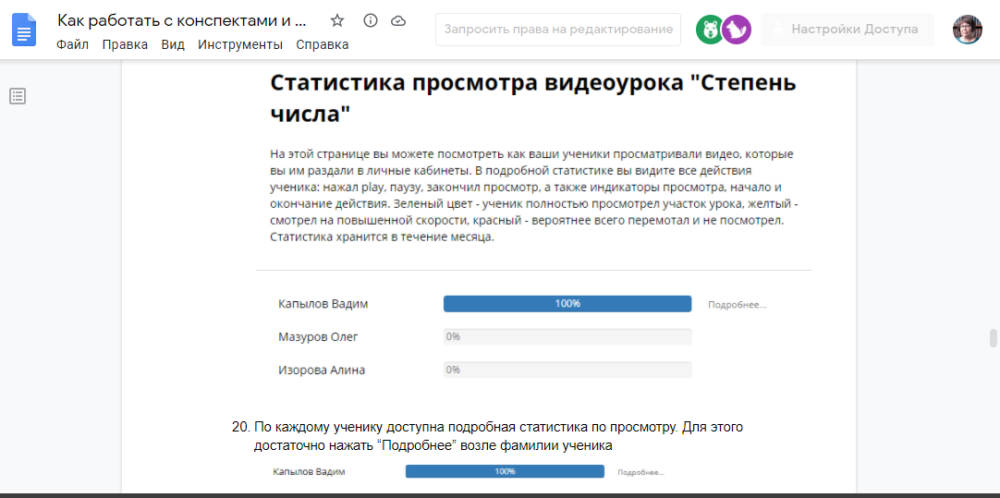 Как работать с конспектами и ...
Файл Правка Вид Инструменты Справка
Запросить права на редактирование
Настройки Доступа
Статистика просмотра видеоурока "Степень
числа"
На этой странице вы можете посмотреть как ваши ученики просматривали видео, которые
вы им раздали в личные кабинеты. В подробной статистике вы видите все действия
ученика: нажал play, паузу, закончил просмотр, а также индикаторы просмотра, начало и
окончание действия. Зеленый цвет - ученик полностью просмотрел участок урока, желтый -
смотрел на повышенной скорости, красный - вероятнее всего перемотал и не посмотрел.
Статистика хранится в течение месяца.
Капылов Вадим 100% Подробнее...
Мазуров Олег 0%
Изорова Алина 0%
20. По каждому ученику доступна подробная статистика по просмотру. Для этого
достаточно нажать “Подробнее” возле фамилии ученика
Капылов Вадим 100% Подробнее...